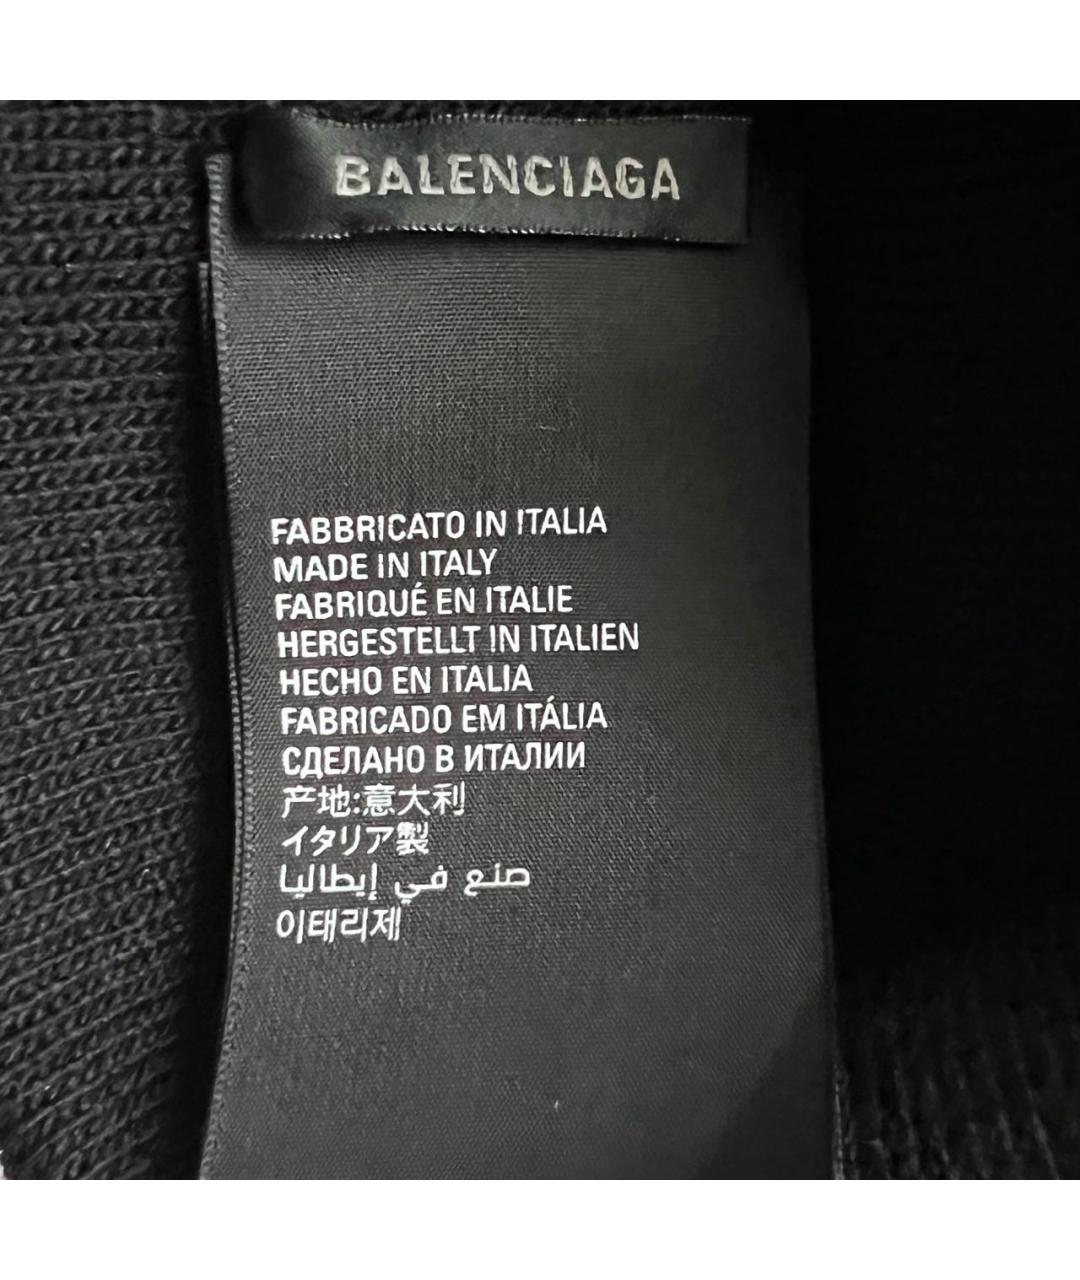 BALENCIAGA
FABBRICATO IN ITALIA
MADE IN ITALY
FABRIQUÉ EN ITALIE
HERGESTELLT IN ITALIEN
HECHO EN ITALIA
FABRICADO EM ITÁLIA
СДЕЛАНО В ИТАЛИИ
产地:意大利
イタリア製
صنع في إيطاليا
이태리제